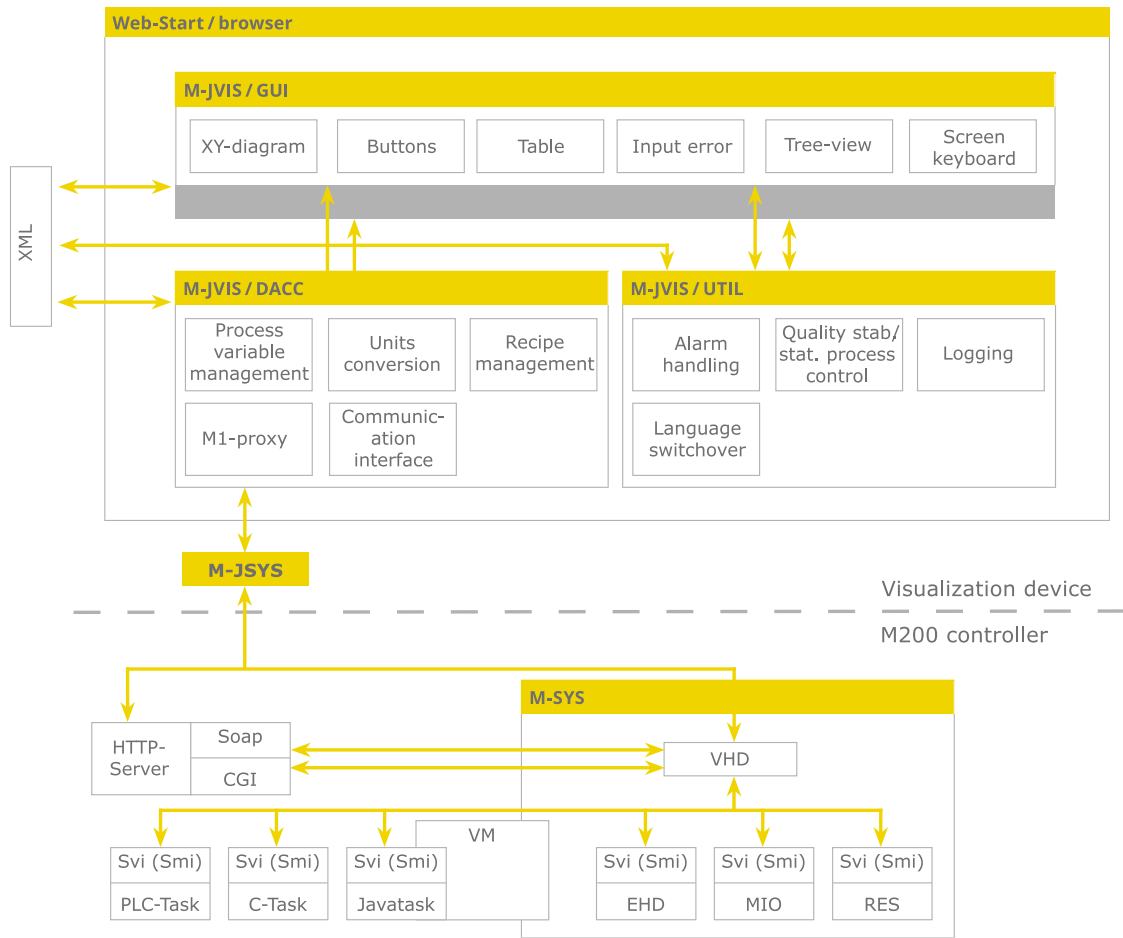 Web-Start / browser
M-JVIS / GUI
XY-diagram
Buttons
Table
Input error
Tree-view
Screen
keyboard
XML
M-JVIS / DACC
Process
variable
management
Units
conversion
Recipe
management
M1-proxy
Communic-
ation
interface
M-JVIS / UTIL
Alarm
handling
Quality stab/
stat. process
control
Logging
Language
switchover
M-JSYS
Visualization device
M200 controller
M-SYS
HTTP-
Server
Soap
CGI
VHD
VM
Svi (Smi)
PLC-Task
Svi (Smi)
C-Task
Svi (Smi)
Javatask
Svi (Smi)
EHD
Svi (Smi)
MIO
Svi (Smi)
RES